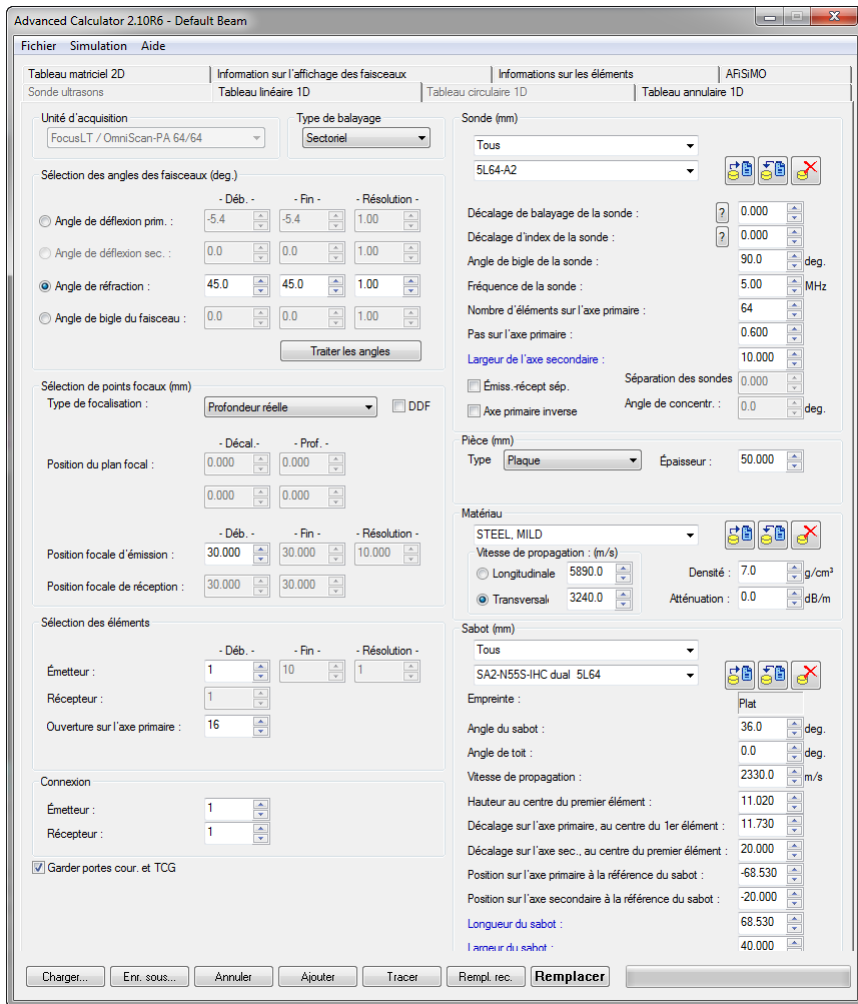 Advanced Calculator 2.10R6 - Default Beam
Fichier Simulation Aide
Tableau matriciel 2D Information sur l'affichage des faisceaux Informations sur les éléments AFiSiMO
Sonde ultrasons Tableau linéaire 1D Tableau circulaire 1D Tableau annulaire 1D
Unité d'acquisition
FocusLT / OmniScan-PA 64/64
Type de balayage
Sectoriel
Sélection des angles des faisceaux (deg.)
- Déb. - - Fin - - Résolution -
Angle de déflexion prim. : -5.4 -5.4 1.00
Angle de déflexion sec. : 0.0 0.0 1.00
Angle de réfraction : 45.0 45.0 1.00
Angle de bigle du faisceau : 0.0 0.0 1.00
Traiter les angles
Sélection de points focaux (mm)
Type de focalisation : Profondeur réelle DDF
- Décal.- - Prof. -
Position du plan focal : 0.000 0.000
0.000 0.000
- Déb. - - Fin - - Résolution -
Position focale d'émission : 30.000 30.000 10.000
Position focale de réception : 30.000 30.000
Sélection des éléments
- Déb. - - Fin - - Résolution -
Émetteur : 1 10 1
Récepteur : 1
Ouverture sur l'axe primaire : 16
Connexion
Émetteur : 1
Récepteur : 1
Garder portes cour. et TCG
Sonde (mm)
Tous
5L64-A2
Décalage de balayage de la sonde : ? 0.000
Décalage d'index de la sonde : ? 0.000
Angle de bigle de la sonde : 90.0 deg.
Fréquence de la sonde : 5.00 MHz
Nombre d'éléments sur l'axe primaire : 64
Pas sur l'axe primaire : 0.600
Largeur de l'axe secondaire : 10.000
Émiss.-récept sép. Séparation des sondes 0.000
Axe primaire inverse Angle de concentr. : 0.0 deg.
Pièce (mm)
Type Plaque Épaisseur : 50.000
Matériau
STEEL, MILD
Vitesse de propagation : (m/s)
Longitudinale 5890.0 Densité : 7.0 g/cm³
Transversale 3240.0 Atténuation : 0.0 dB/m
Sabot (mm)
Tous
SA2-N55S-IHC dual 5L64
Empreinte : Plat
Angle du sabot : 36.0 deg.
Angle de toit : 0.0 deg.
Vitesse de propagation : 2330.0 m/s
Hauteur au centre du premier élément : 11.020
Décalage sur l'axe primaire, au centre du 1er élément : 11.730
Décalage sur l'axe sec., au centre du premier élément : 20.000
Position sur l'axe primaire à la référence du sabot : -68.530
Position sur l'axe secondaire à la référence du sabot : -20.000
Longueur du sabot : 68.530
Largeur du sabot : 40.000
Charger... Enr. sous... Annuler Ajouter Tracer Rempl. rec. Remplacer